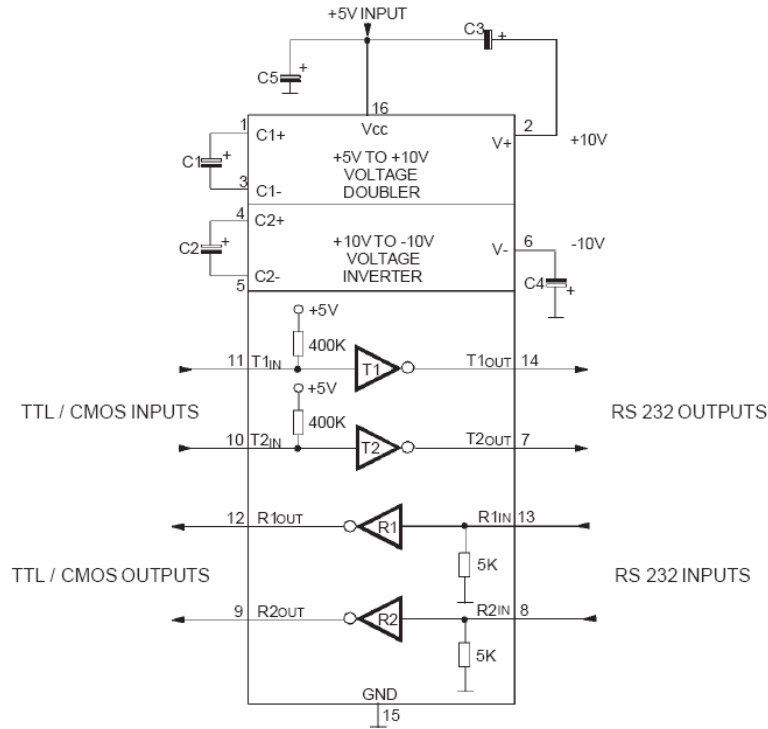 +5V INPUT
C3
+
C5
+
16
1
2
C1+
Vcc
V+
+10V
C1
+
+5V TO +10V
VOLTAGE
DOUBLER
3
C1-
4
C2+
6
-10V
C2
+
+10V TO -10V
VOLTAGE
INVERTER
V-
C2-
C4
+
5
+5V
400K
11
T1IN
T1
T1OUT
14
+5V
TTL / CMOS INPUTS
400K
RS 232 OUTPUTS
10
T2IN
T2
T2OUT
7
12
R1OUT
R1
R1IN
13
TTL / CMOS OUTPUTS
5K
RS 232 INPUTS
9
R2OUT
R2
R2IN
8
5K
GND
15